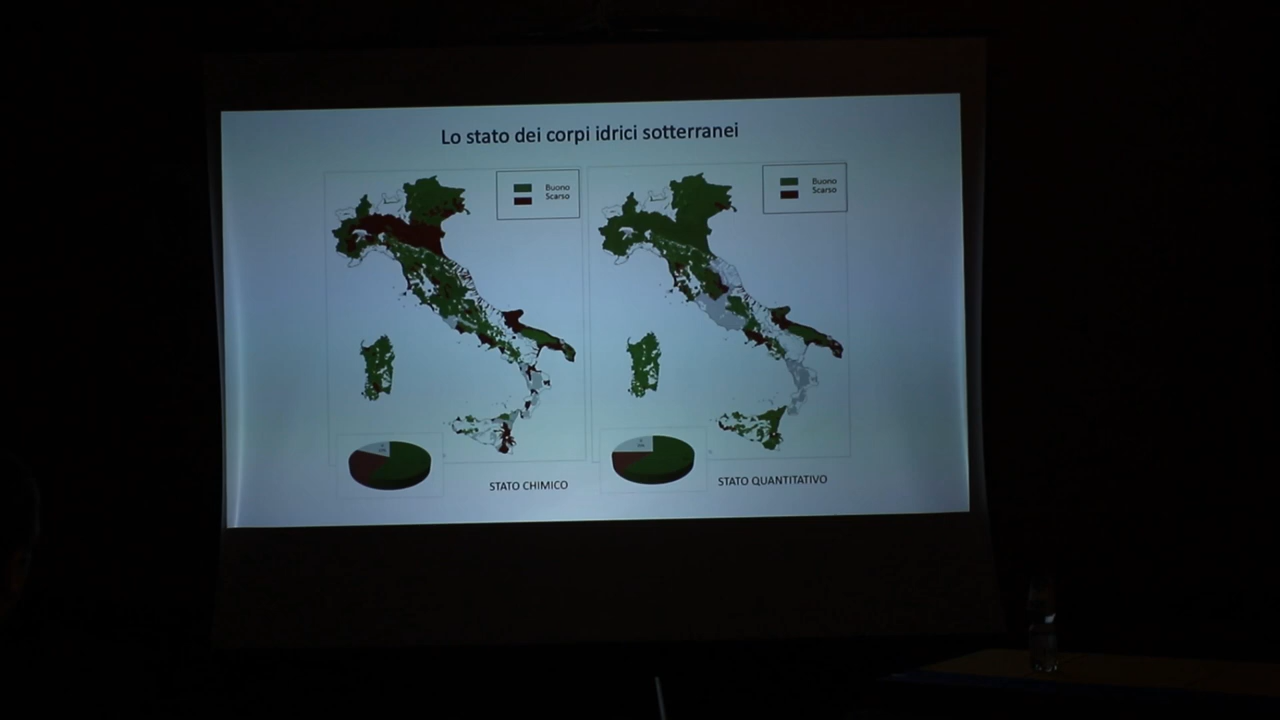 Lo stato dei corpi idrici sotterranei
Buono
Scarso
Buono
Scarso
STATO CHIMICO
STATO QUANTITATIVO